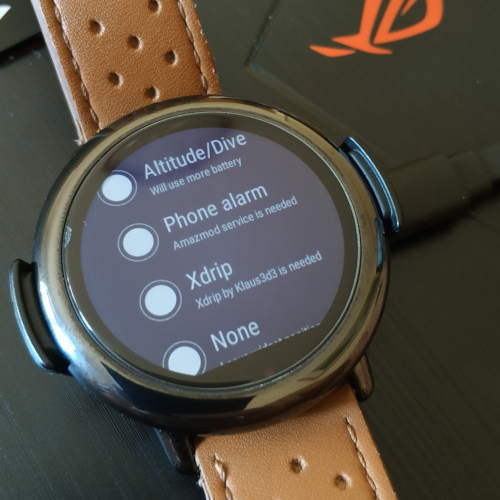 Altitude/Dive
Will use more battery
Phone alarm
Amazmod service is needed
Xdrip
Xdrip by Klaus3d3 is needed
None